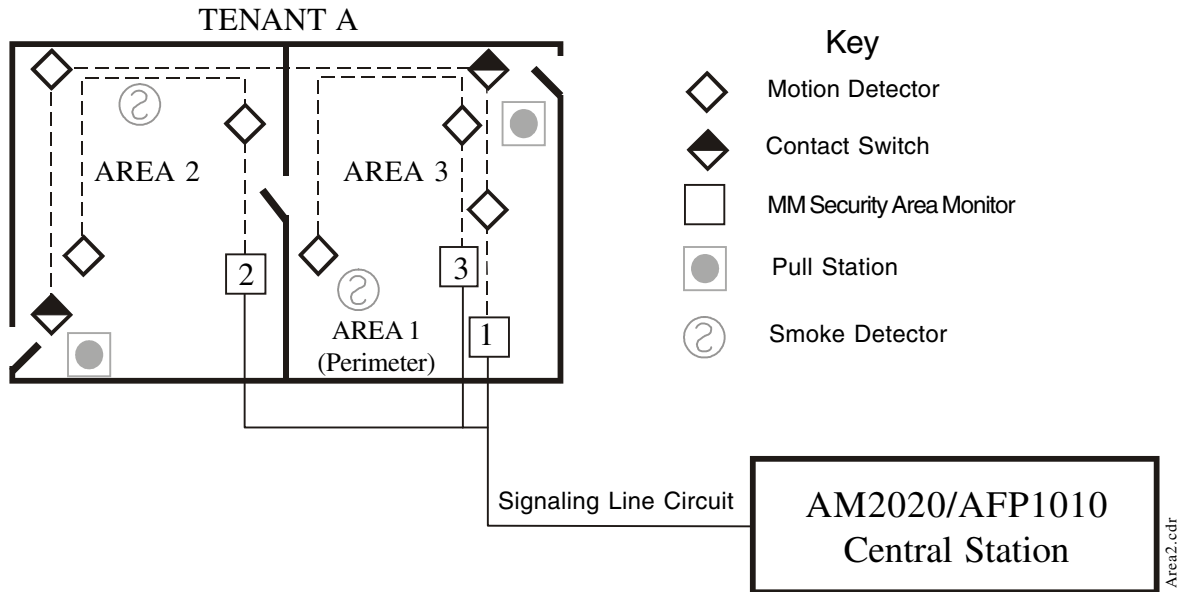 TENANT A
AREA 2
AREA 3
2
3
AREA 1
(Perimeter)
1
Key
Motion Detector
Contact Switch
MM Security Area Monitor
Pull Station
Smoke Detector
Signaling Line Circuit
AM2020/AFP1010
Central Station
Area2.cdr